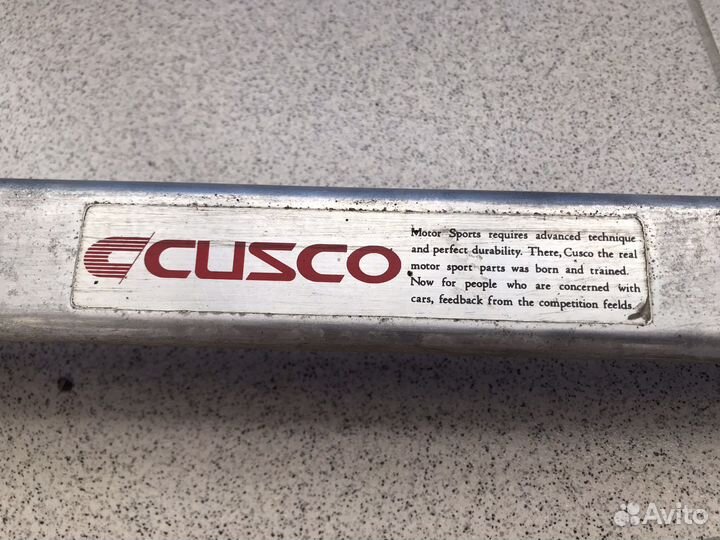 CUSCO
Motor Sports requires advanced technique
and perfect durability. There, Cusco the real
motor sport parts was born and trained.
Now for people who are concerned with
cars, feedback from the competition feelds.
Avito